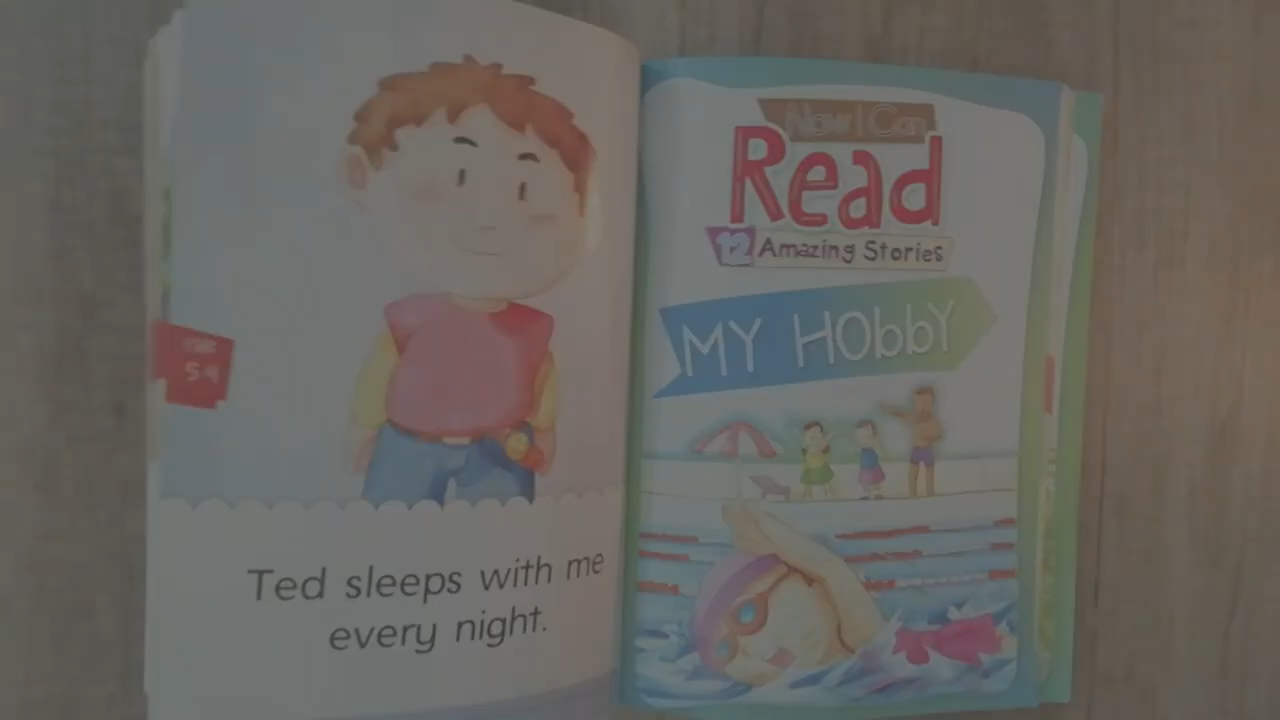 Ted sleeps with me
every night.
Now I Can
Read
12 Amazing Stories
MY HObbY